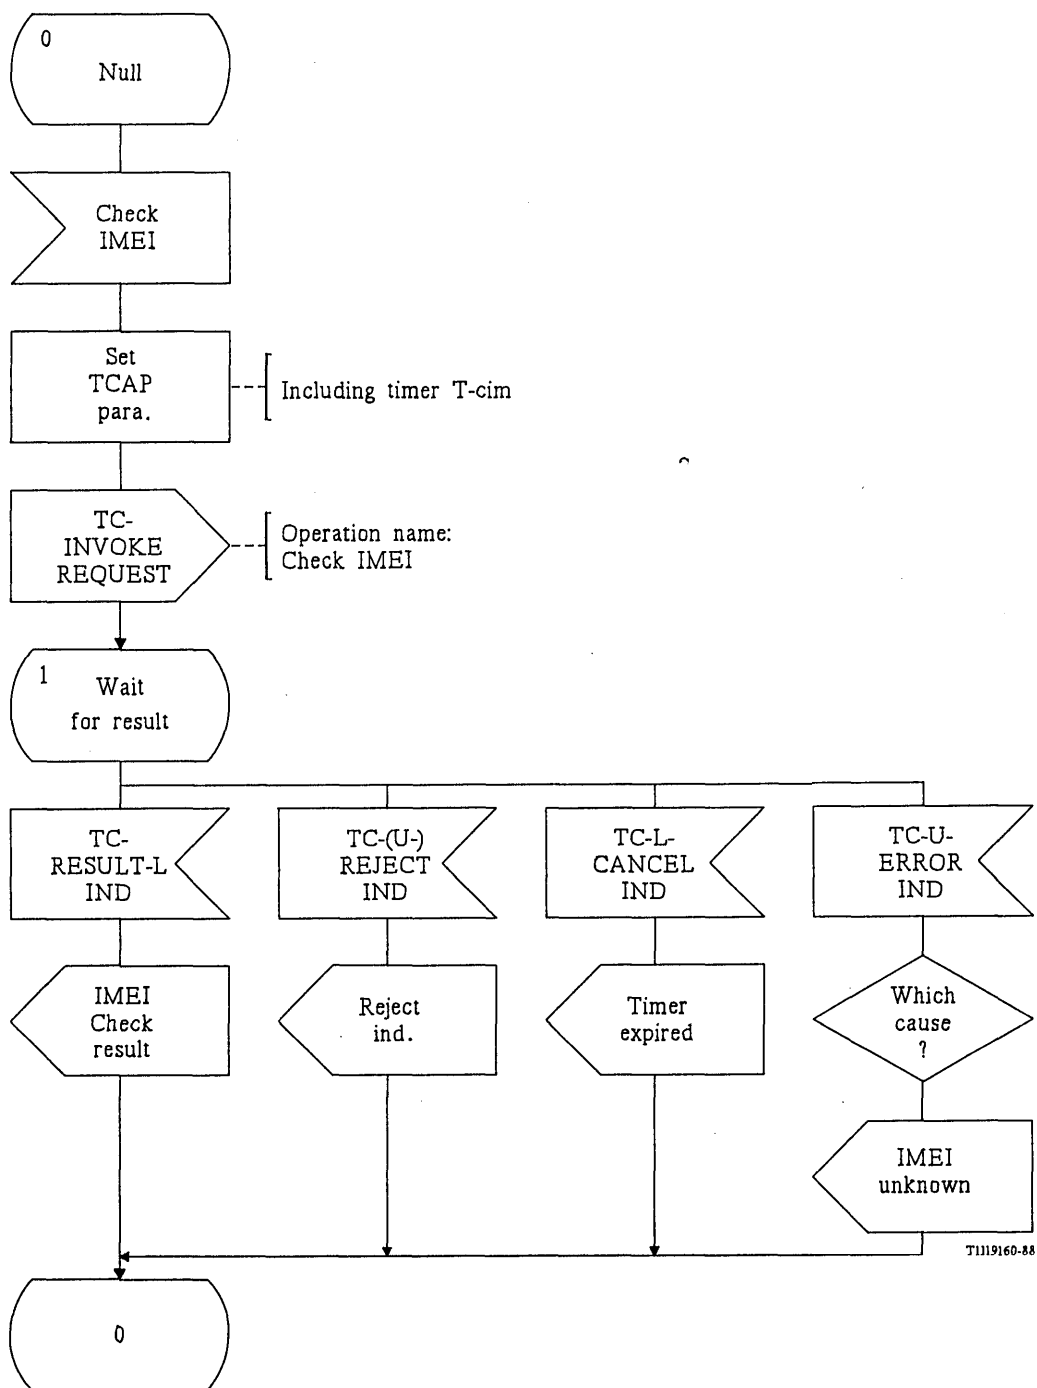 0
Null
Check
IMEI
Set
TCAP
para.
Including timer T-cim
TC-
INVOKE
REQUEST
Operation name:
Check IMEI
1
Wait
for result
TC-
RESULT-L
IND
TC-(U-)
REJECT
IND
TC-L-
CANCEL
IND
TC-U-
ERROR
IND
IMEI
Check
result
Reject
ind.
Timer
expired
Which
cause
?
IMEI
unknown
T1119160-88
0